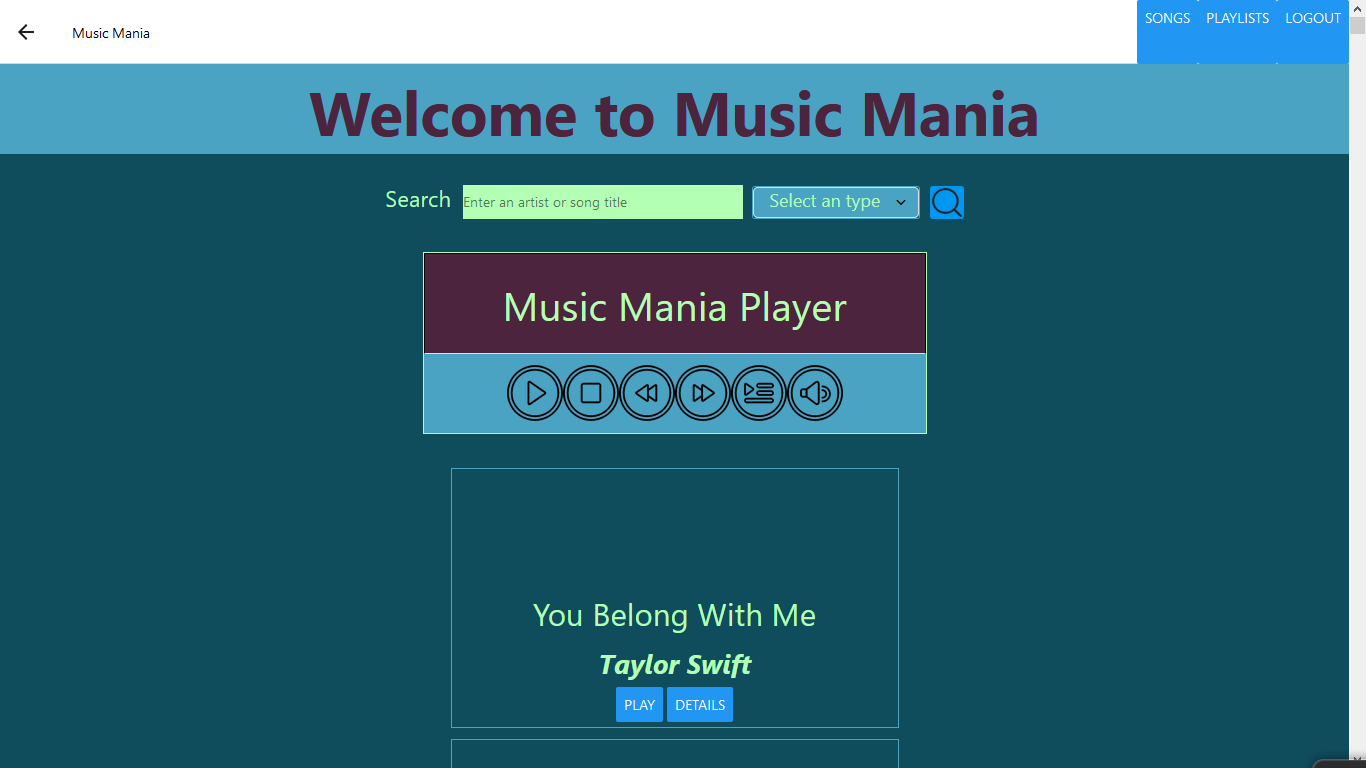 Music Mania
SONGS PLAYLISTS LOGOUT
Welcome to Music Mania
Search Enter an artist or song title Select an type
Music Mania Player
You Belong With Me
Taylor Swift
PLAY DETAILS